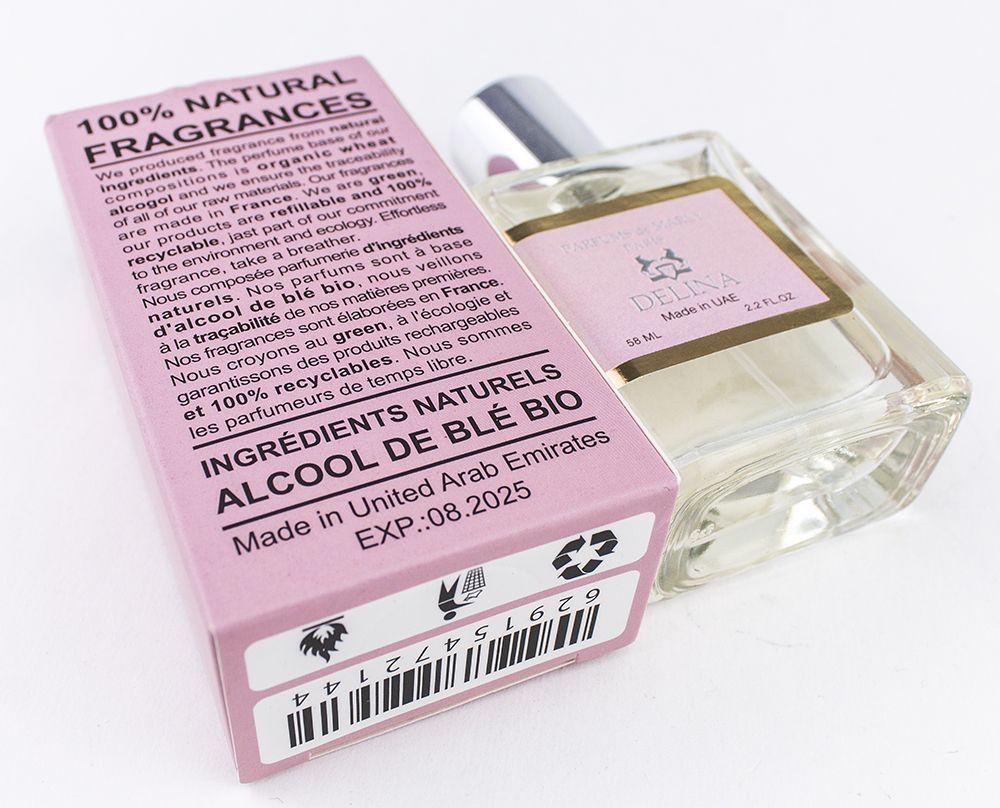 100% NATURAL
FRAGRANCES
We produced fragrance from natural
ingredients. The perfume base of our
compositions is organic wheat
alcogol and we ensure the traceability
of all of our raw materials. Our fragrances
are made in France. We are green,
our products are refillable and 100%
recyclable, jast part of our commitment
to the environment and ecology. Effortless
fragrance, take a breather.
Nous composée parfumerie d'ingrédients
naturels. Nos parfums sont à base
d'alcool de blé bio, nous veillons
à la traçabilité de nos matières premières.
Nos fragrances sont élaborées en France.
Nous croyons au green, à l'écologie et
garantissons des produits rechargeables
et 100% recyclables. Nous sommes
les parfumeurs de temps libre.
INGRÉDIENTS NATURELS
ALCOOL DE BLÉ BIO
Made in United Arab Emirates
EXP.:08.2025
62915472144
PARFUMS de MARLY
PARIS
DELINA
Made in UAE
58 ML 2.2 FL.OZ